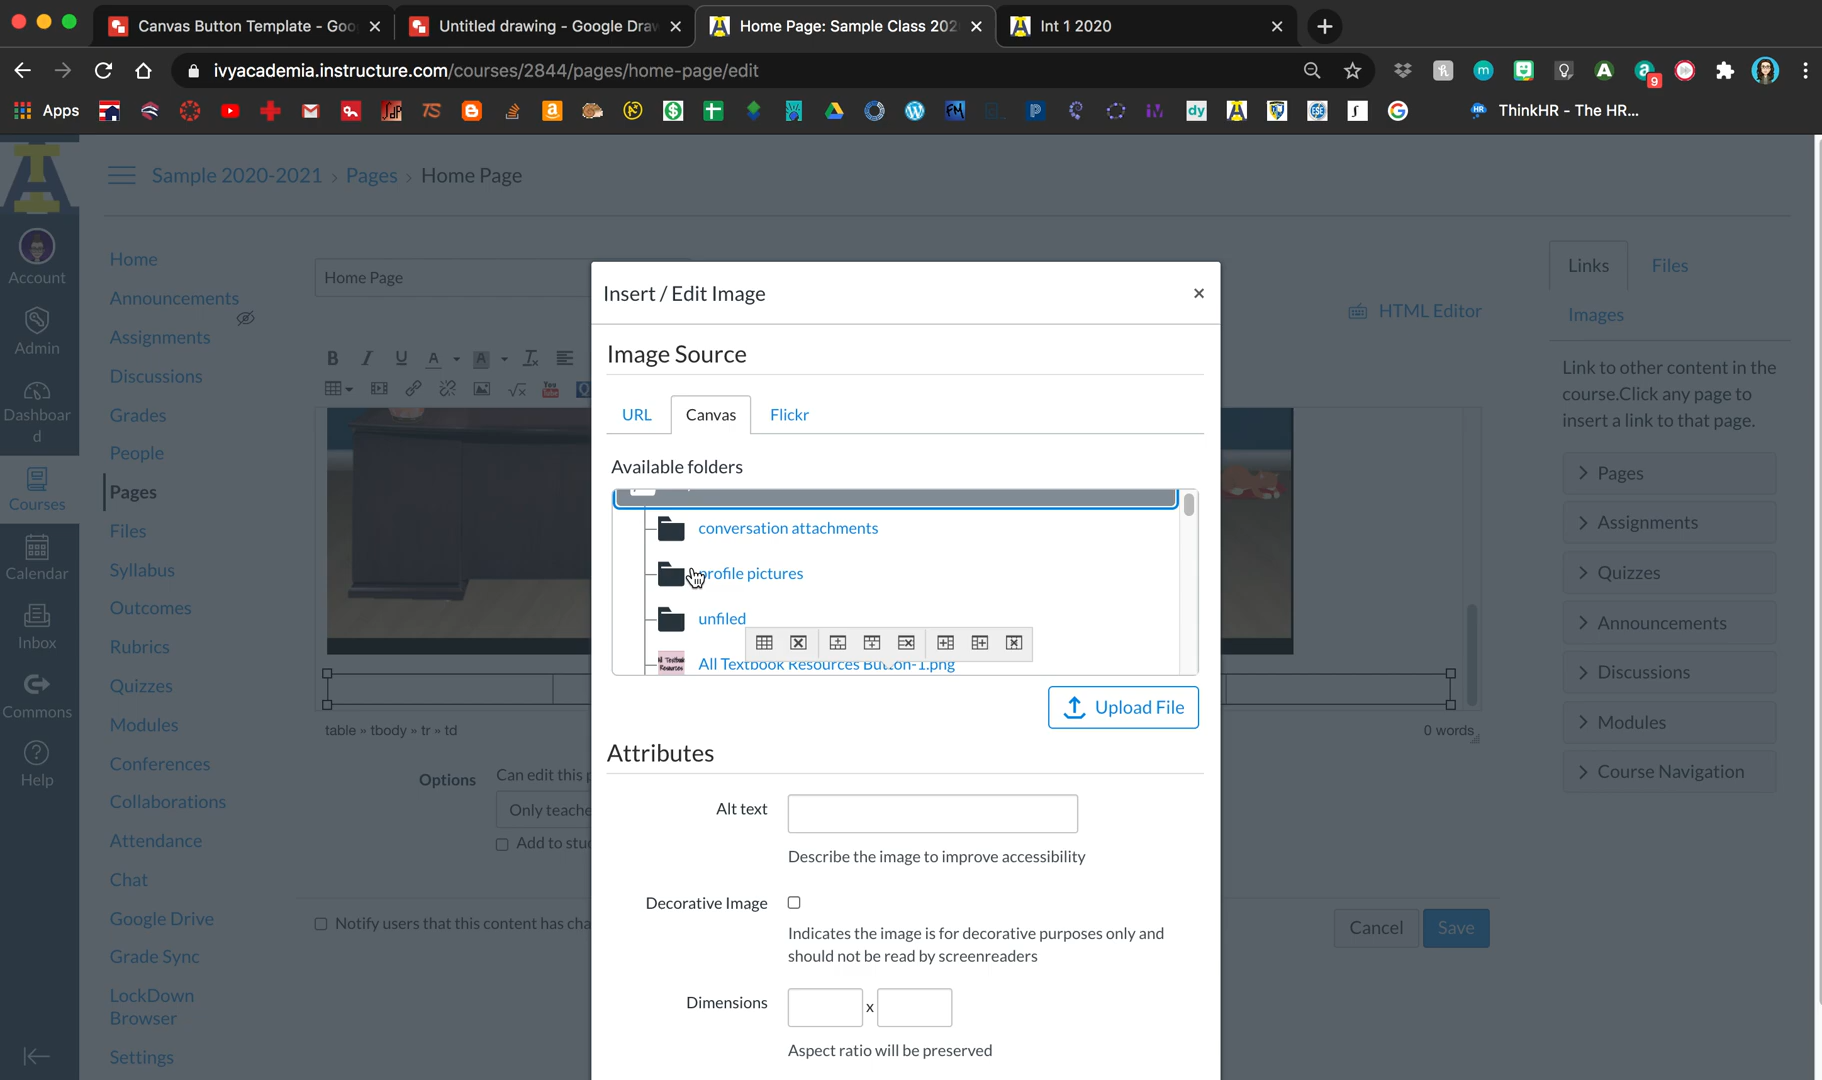 Canvas Button Template - Goo
Untitled drawing - Google Draw
Home Page: Sample Class 202
Int 1 2020
ivyacademia.instructure.com/courses/2844/pages/home-page/edit
Apps
ThinkHR - The HR...
Sample 2020-2021 › Pages › Home Page
Account
Admin
Dashboar
d
Courses
Calendar
Inbox
Commons
Help
Home
Announcements
Assignments
Discussions
Grades
People
Pages
Files
Syllabus
Outcomes
Rubrics
Quizzes
Modules
Conferences
Collaborations
Attendance
Chat
Google Drive
Grade Sync
LockDown
Browser
Settings
Home Page
HTML Editor
table » tbody » tr » td
0 words
Options
Can edit this p
Only teache
Add to stu
Notify users that this content has cha
Cancel
Save
Insert / Edit Image
×
Image Source
URL
Canvas
Flickr
Available folders
conversation attachments
profile pictures
unfiled
All Textbook Resources Button-1.png
Upload File
Attributes
Alt text
Describe the image to improve accessibility
Decorative Image
Indicates the image is for decorative purposes only and
should not be read by screenreaders
Dimensions
x
Aspect ratio will be preserved
Links
Files
Images
Link to other content in the
course.Click any page to
insert a link to that page.
Pages
Assignments
Quizzes
Announcements
Discussions
Modules
Course Navigation